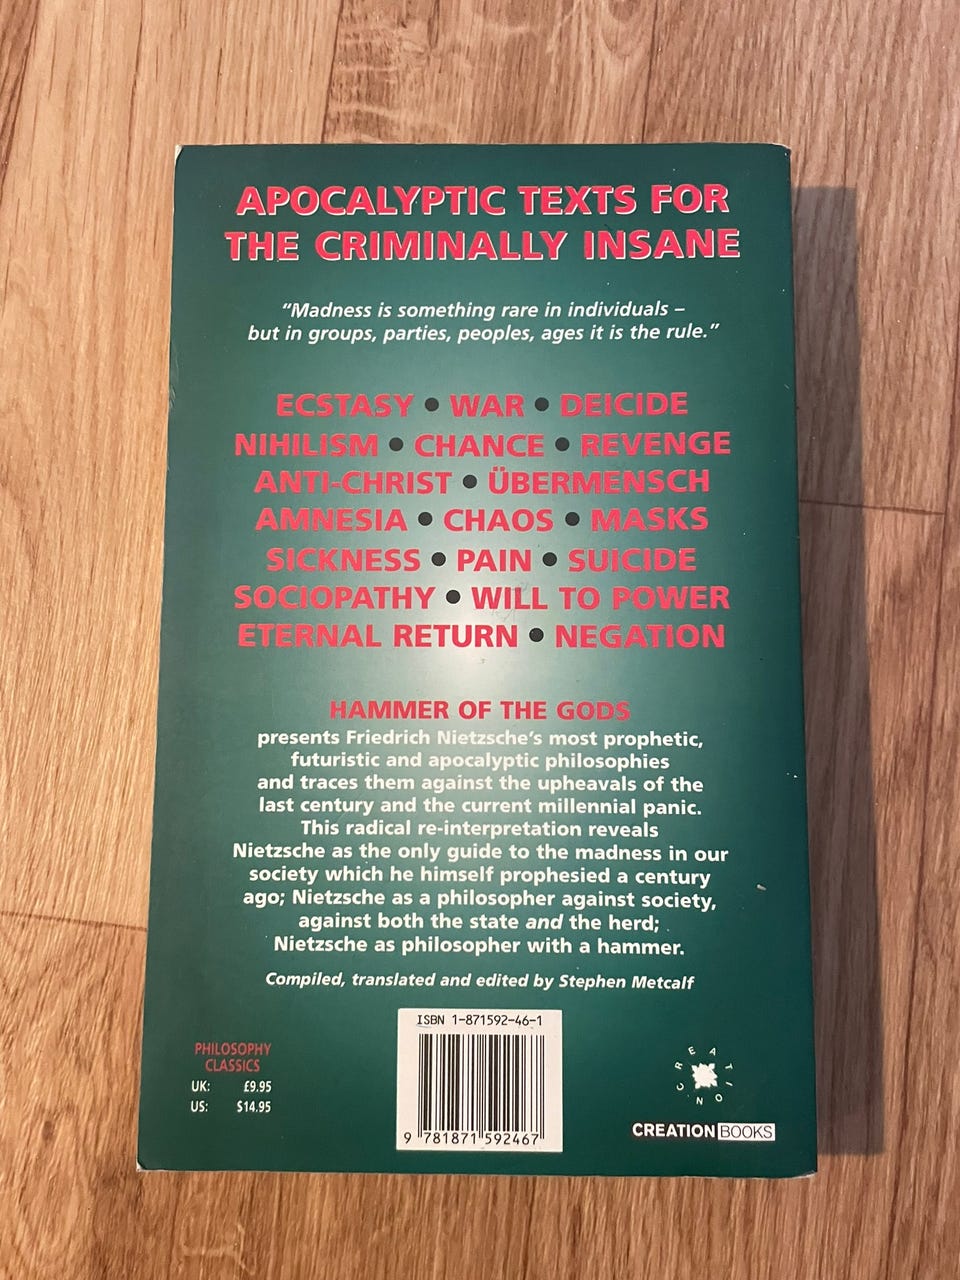 APOCALYPTIC TEXTS FOR
THE CRIMINALLY INSANE
“Madness is something rare in individuals –
but in groups, parties, peoples, ages it is the rule.”
ECSTASY • WAR • DEICIDE
NIHILISM • CHANCE • REVENGE
ANTI-CHRIST • ÜBERMENSCH
AMNESIA • CHAOS • MASKS
SICKNESS • PAIN • SUICIDE
SOCIOPATHY • WILL TO POWER
ETERNAL RETURN • NEGATION
HAMMER OF THE GODS
presents Friedrich Nietzsche’s most prophetic,
futuristic and apocalyptic philosophies
and traces them against the upheavals of the
last century and the current millennial panic.
This radical re-interpretation reveals
Nietzsche as the only guide to the madness in our
society which he himself prophesied a century
ago; Nietzsche as a philosopher against society,
against both the state and the herd;
Nietzsche as philosopher with a hammer.
Compiled, translated and edited by Stephen Metcalf
PHILOSOPHY
CLASSICS
UK: £9.95
US: $14.95
ISBN 1-871592-46-1
9 781871 592467
CREATION
CREATION BOOKS